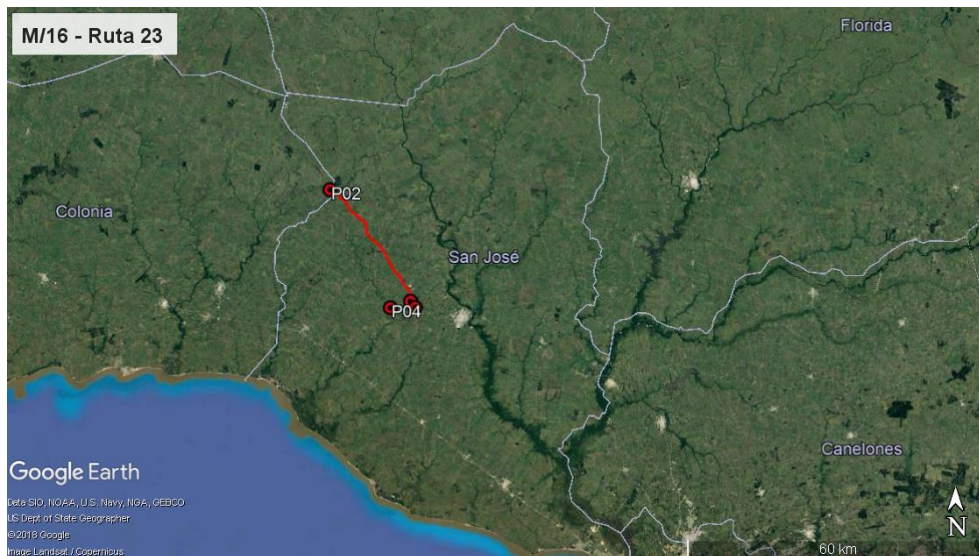 M/16 - Ruta 23
Florida
P02
Colonia
San José
P04
Canelones
Google Earth
Data SIO, NOAA, U.S. Navy, NGA, GEBCO
US Dept of State Geographer
©2018 Google
Image Landsat / Copernicus
N
60 km